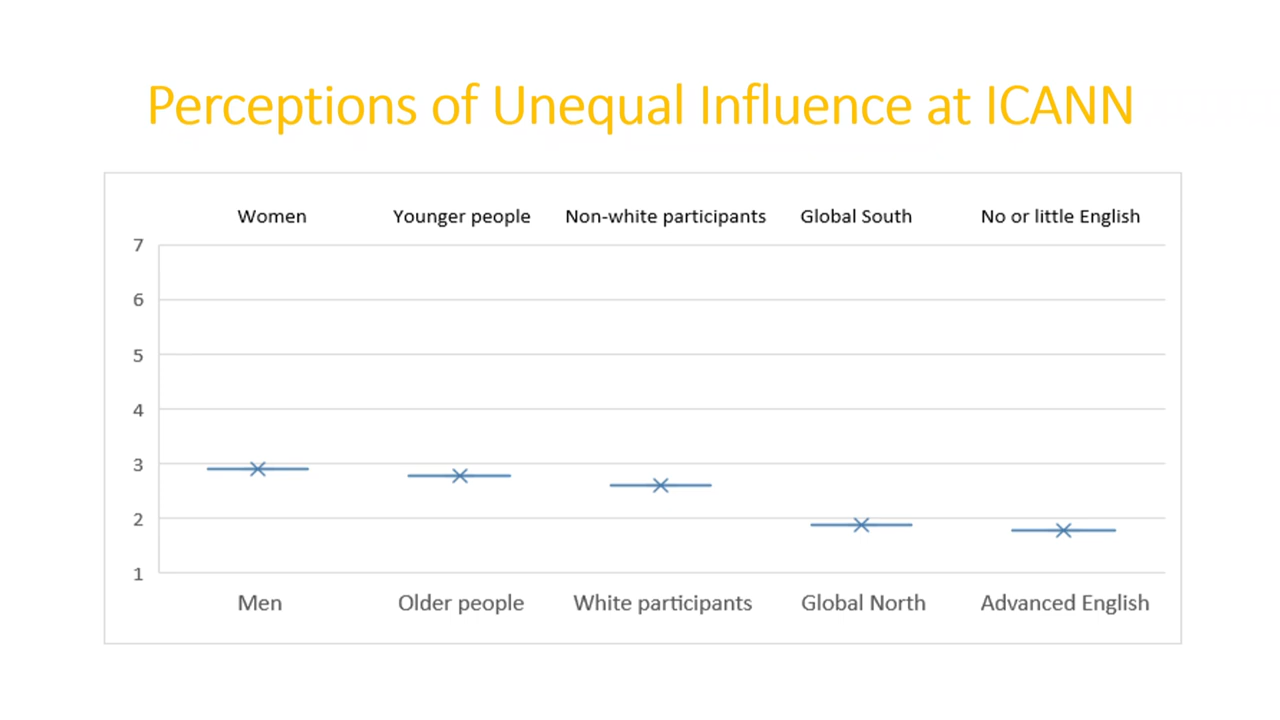 Perceptions of Unequal Influence at ICANN
Women Younger people Non-white participants Global South No or little English
7
6
5
4
3
2
1
Men Older people White participants Global North Advanced English